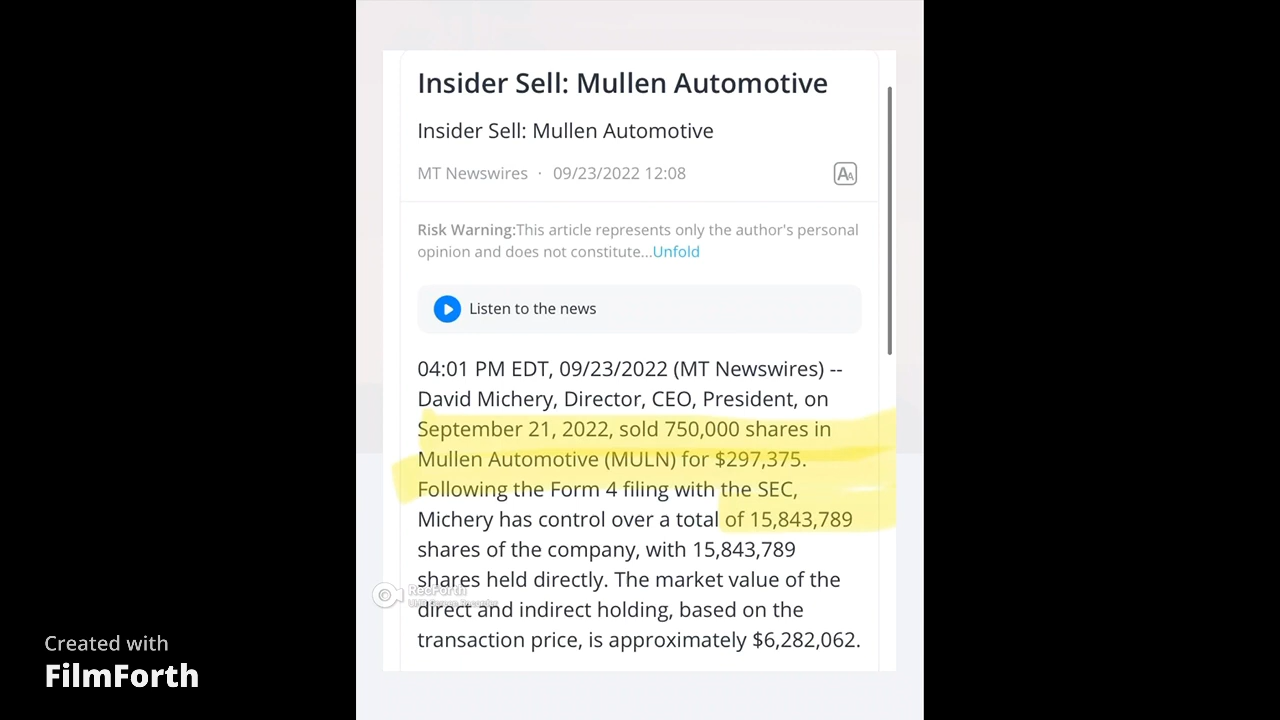 Insider Sell: Mullen Automotive
Insider Sell: Mullen Automotive
MT Newswires · 09/23/2022 12:08
Risk Warning:This article represents only the author's personal
opinion and does not constitute...Unfold
Listen to the news
04:01 PM EDT, 09/23/2022 (MT Newswires) --
David Michery, Director, CEO, President, on
September 21, 2022, sold 750,000 shares in
Mullen Automotive (MULN) for $297,375.
Following the Form 4 filing with the SEC,
Michery has control over a total of 15,843,789
shares of the company, with 15,843,789
shares held directly. The market value of the
direct and indirect holding, based on the
transaction price, is approximately $6,282,062.
RecForth
Created with
FilmForth